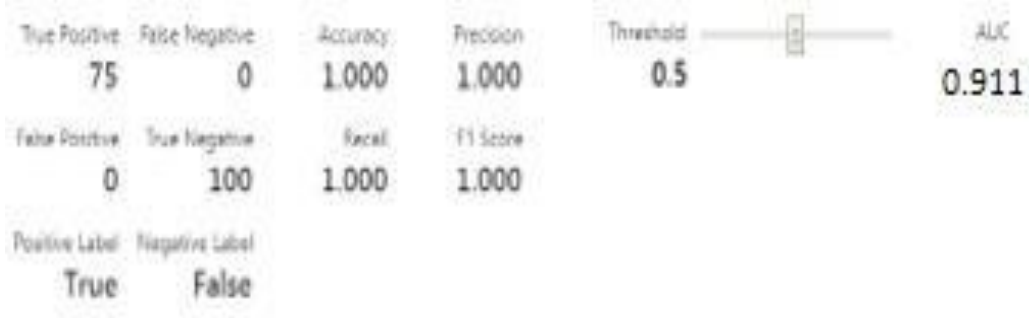 True Positive False Negative Accuracy Precision Threshold AUC
75 0 1.000 1.000 0.5 0.911
False Positive True Negative Recall F1 Score
0 100 1.000 1.000
Positive Label Negative Label
True False